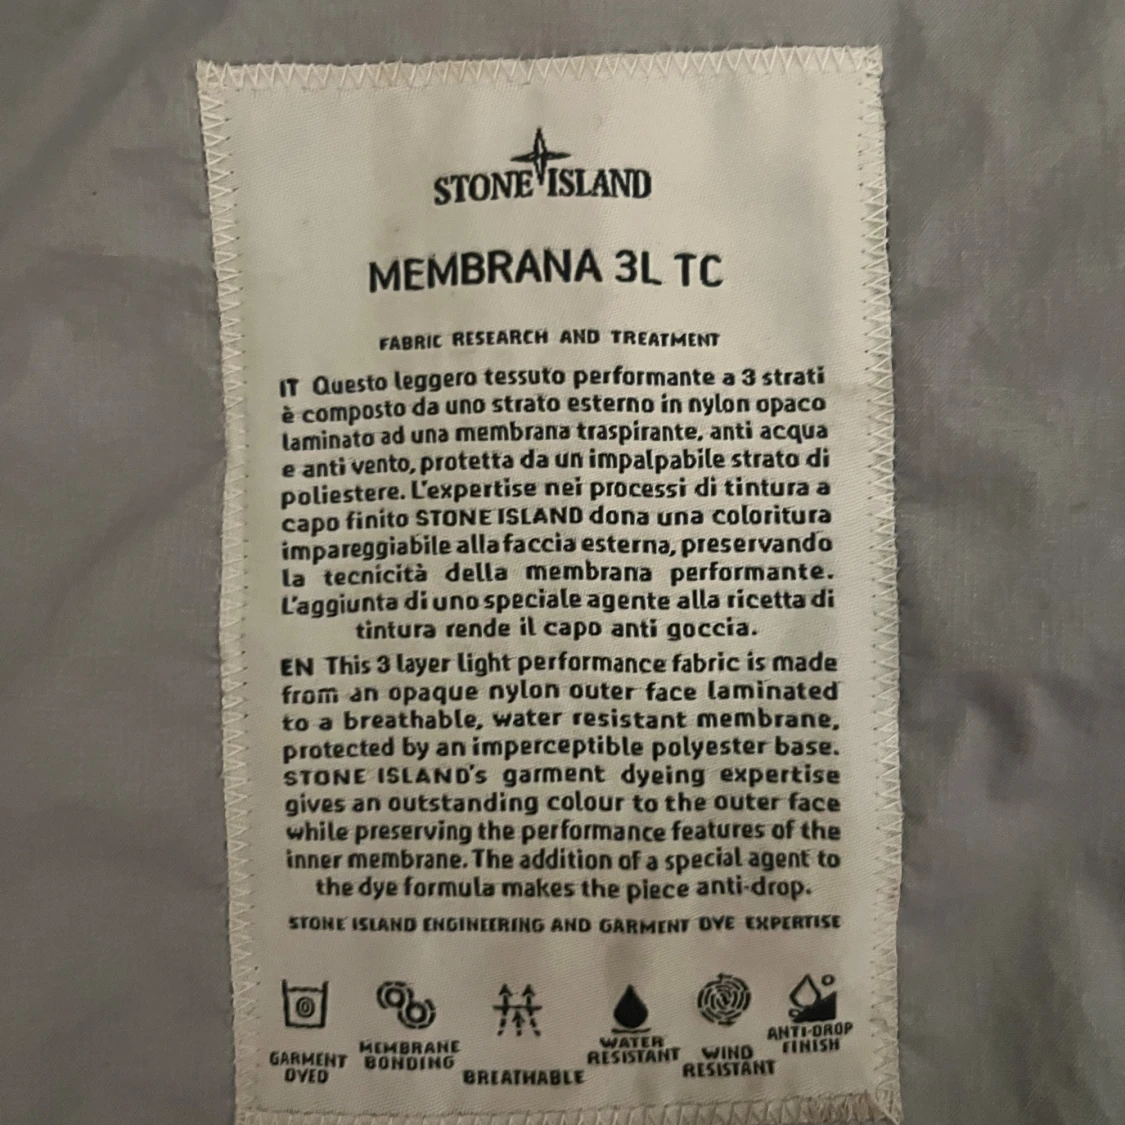 STONE ISLAND
MEMBRANA 3L TC
FABRIC RESEARCH AND TREATMENT
IT Questo leggero tessuto performante a 3 strati
è composto da uno strato esterno in nylon opaco
laminato ad una membrana traspirante, anti acqua
e anti vento, protetta da un impalpabile strato di
poliestere. L'expertise nei processi di tintura a
capo finito STONE ISLAND dona una coloritura
impareggiabile alla faccia esterna, preservando
la tecnicità della membrana performante.
L'aggiunta di uno speciale agente alla ricetta di
tintura rende il capo anti goccia.
EN This 3 layer light performance fabric is made
from an opaque nylon outer face laminated
to a breathable, water resistant membrane,
protected by an imperceptible polyester base.
STONE ISLAND's garment dyeing expertise
gives an outstanding colour to the outer face
while preserving the performance features of the
inner membrane. The addition of a special agent to
the dye formula makes the piece anti-drop.
STONE ISLAND ENGINEERING AND GARMENT DYE EXPERTISE
GARMENT
DYED
MEMBRANE
BONDING
BREATHABLE
WATER
RESISTANT
WIND
RESISTANT
ANTI-DROP
FINISH